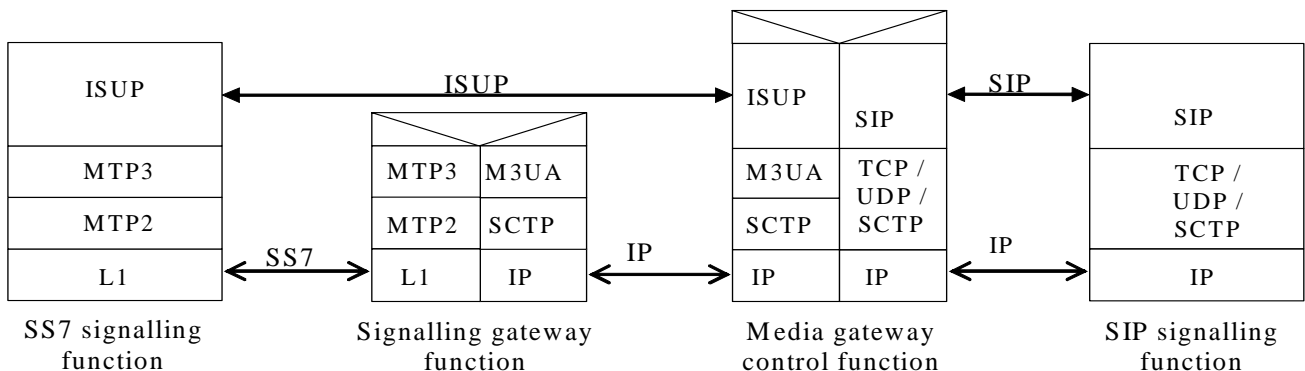 ISUP
MTP3
MTP2
L1
SS7 signalling
function
ISUP
SS7
MTP3
M3UA
MTP2
SCTP
L1
IP
Signalling gateway
function
IP
ISUP
SIP
M3UA
SCTP
TCP /
UDP /
SCTP
IP
IP
Media gateway
control function
SIP
IP
SIP
TCP /
UDP /
SCTP
IP
SIP signalling
function